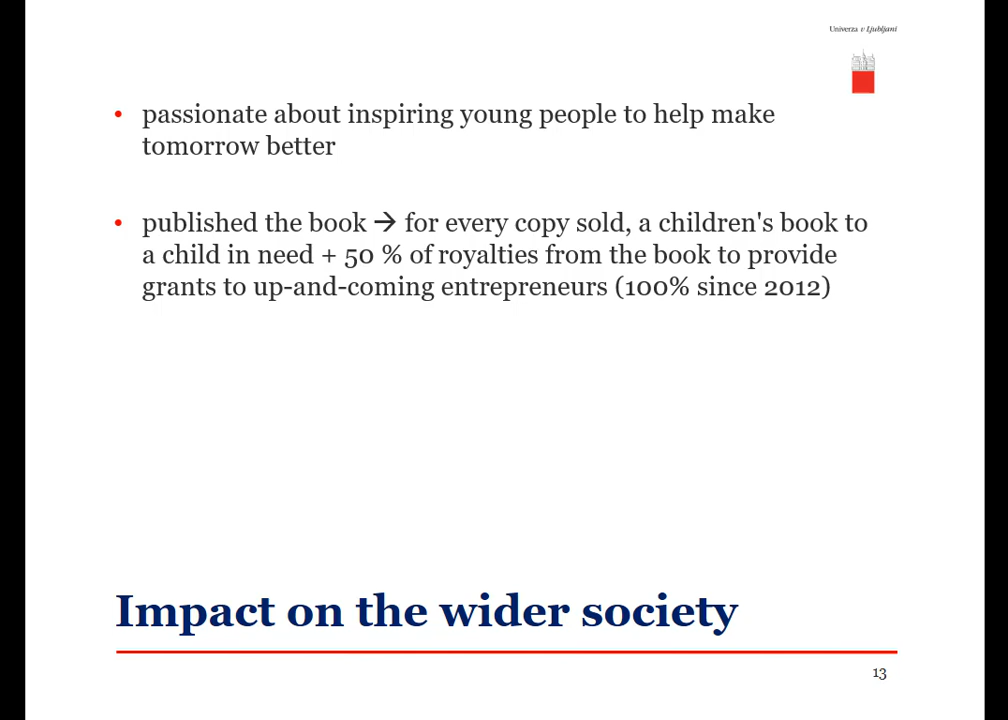 Univerza v Ljubljani
• passionate about inspiring young people to help make
tomorrow better
• published the book → for every copy sold, a children's book to
a child in need + 50 % of royalties from the book to provide
grants to up-and-coming entrepreneurs (100% since 2012)
Impact on the wider society
13